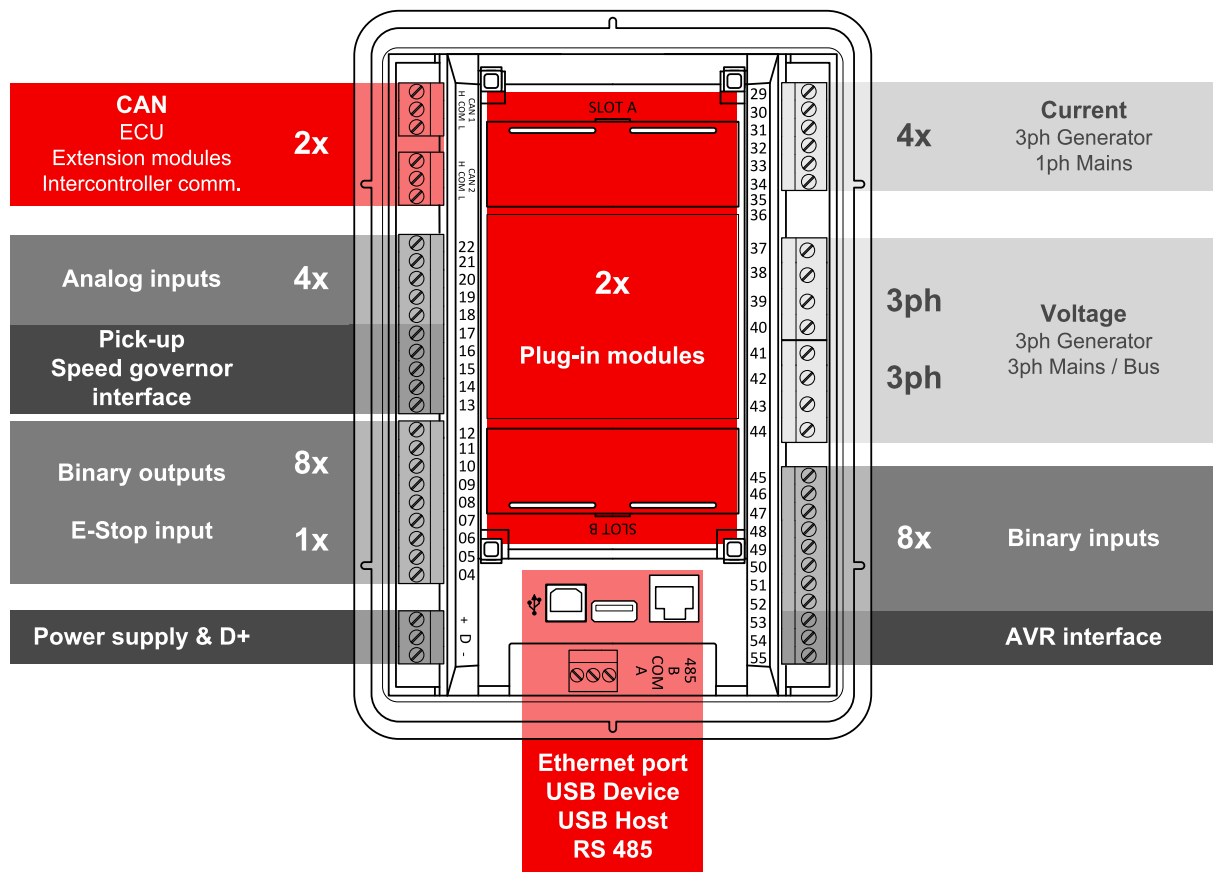 CAN
ECU
Extension modules
Intercontroller comm.
2x
CAN 1
H COM L
CAN 2
H COM L
Analog inputs
4x
Pick-up
Speed governor
interface
Binary outputs
8x
E-Stop input
1x
Power supply & D+
22
21
20
19
18
17
16
15
14
13
12
11
10
09
08
07
06
05
04
+
D
-
SLOT A
2x
Plug-in modules
SLOT B
485
B
COM
A
Ethernet port
USB Device
USB Host
RS 485
29
30
31
32
33
34
35
36
37
38
39
40
41
42
43
44
45
46
47
48
49
50
51
52
53
54
55
4x
Current
3ph Generator
1ph Mains
3ph
3ph
Voltage
3ph Generator
3ph Mains / Bus
8x
Binary inputs
AVR interface